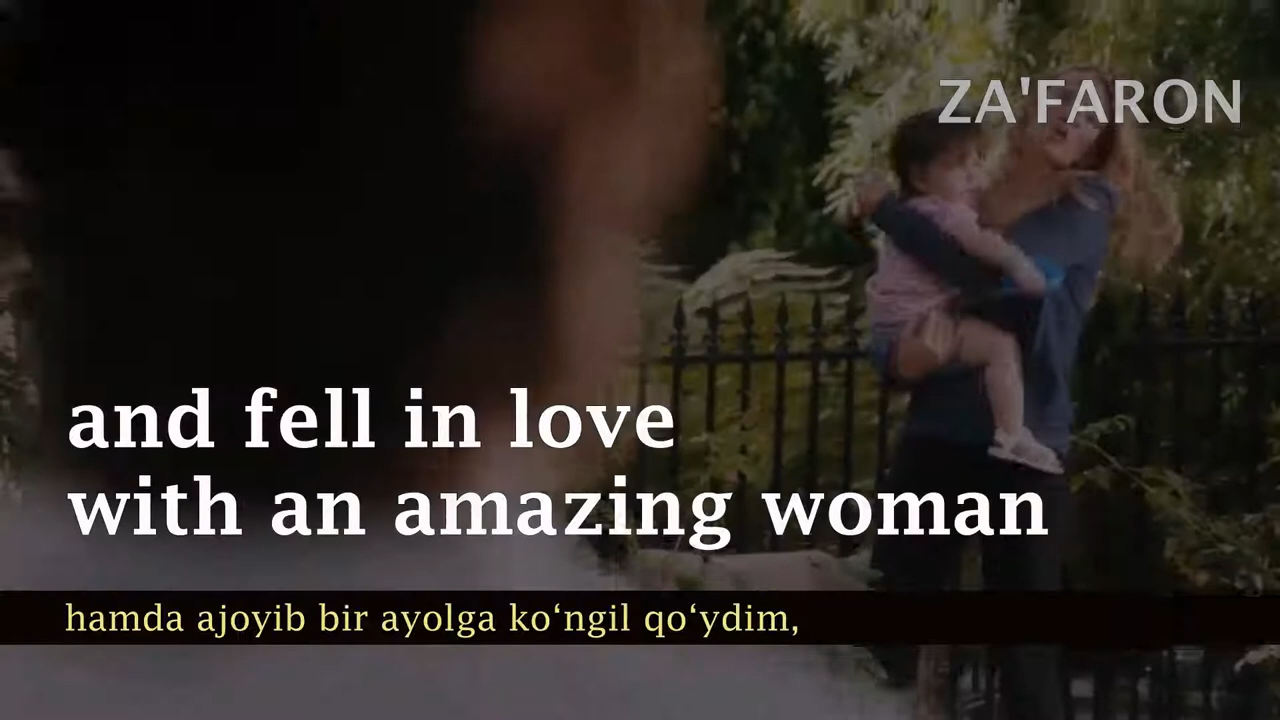 ZA'FARON
and fell in love
with an amazing woman
hamda ajoyib bir ayolga ko‘ngil qo‘ydim,